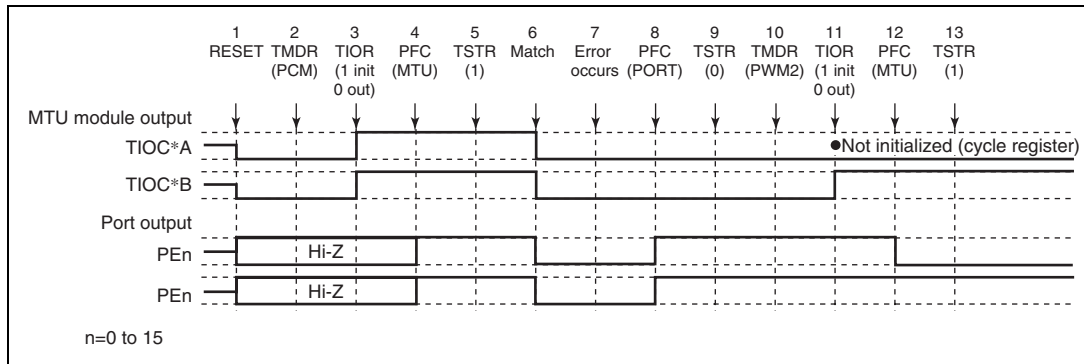 1 2 3 4 5 6 7 8 9 10 11 12 13
RESET TMDR TIOR PFC TSTR Match Error PFC TSTR TMDR TIOR PFC TSTR
(PCM) (1 init (MTU) (1) occurs (PORT) (0) (PWM2) (1 init (MTU) (1)
0 out) 0 out)
MTU module output
TIOC*A
●Not initialized (cycle register)
TIOC*B
Port output
PEn
Hi-Z
PEn
Hi-Z
n=0 to 15